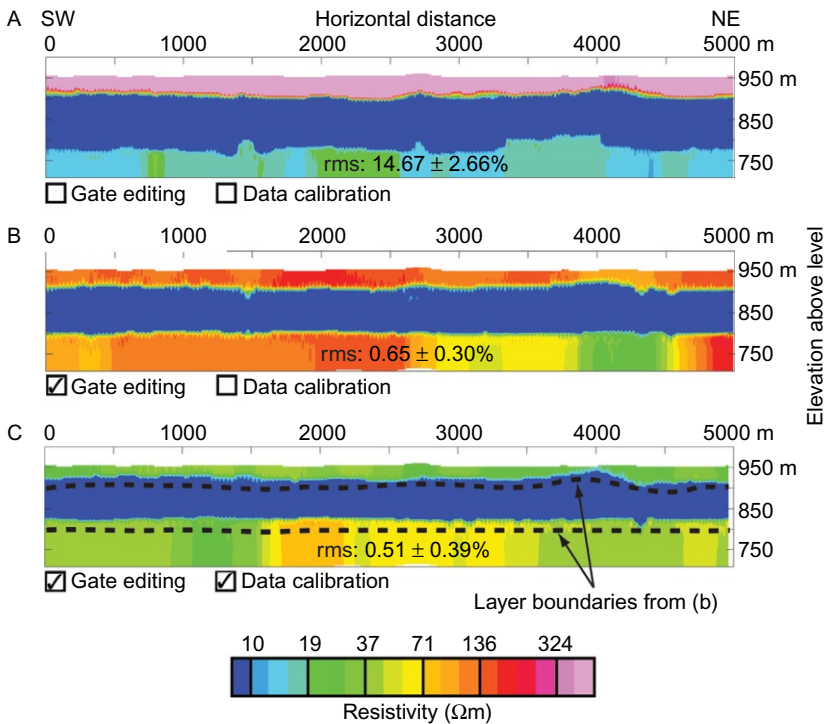 A SW Horizontal distance NE
0 1000 2000 3000 4000 5000 m
950 m
850
750
rms: 14.67 ± 2.66%
Gate editing Data calibration
B 0 1000 2000 3000 4000 5000 m
950 m
850
750
rms: 0.65 ± 0.30%
Gate editing Data calibration
Elevation above level
C 0 1000 2000 3000 4000 5000 m
950 m
850
750
rms: 0.51 ± 0.39%
Gate editing Data calibration
Layer boundaries from (b)
10 19 37 71 136 324
Resistivity (Ωm)